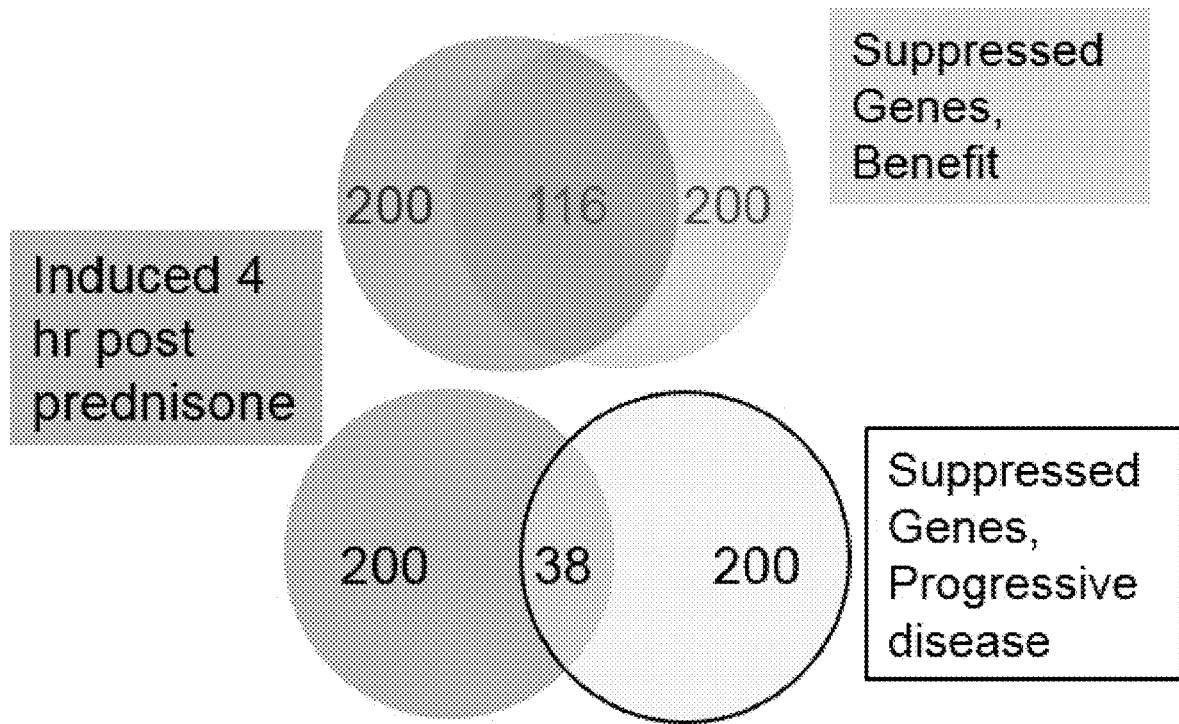 Suppressed
Genes,
Benefit
200 116 200
Induced 4
hr post
prednisone
200 38 200
Suppressed
Genes,
Progressive
disease